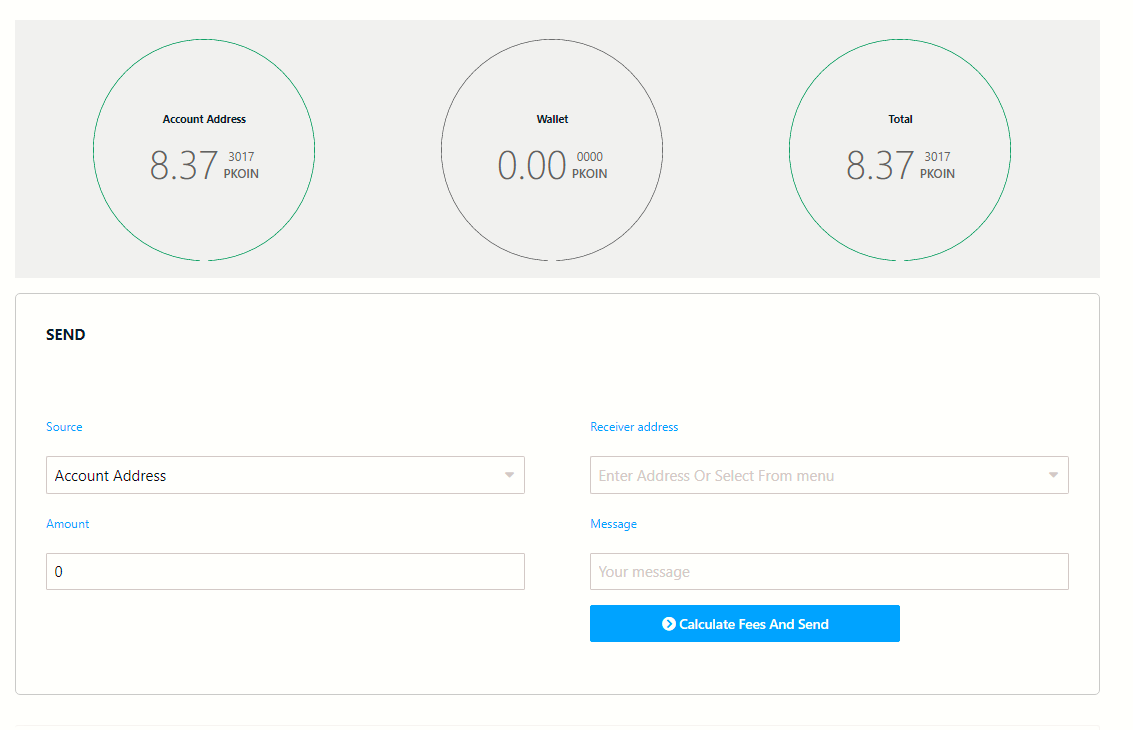 Account Address
8.37 3017 PKOIN
Wallet
0.00 0000 PKOIN
Total
8.37 3017 PKOIN
SEND
Source
Receiver address
Account Address
Enter Address Or Select From menu
Amount
Message
0
Your message
Calculate Fees And Send